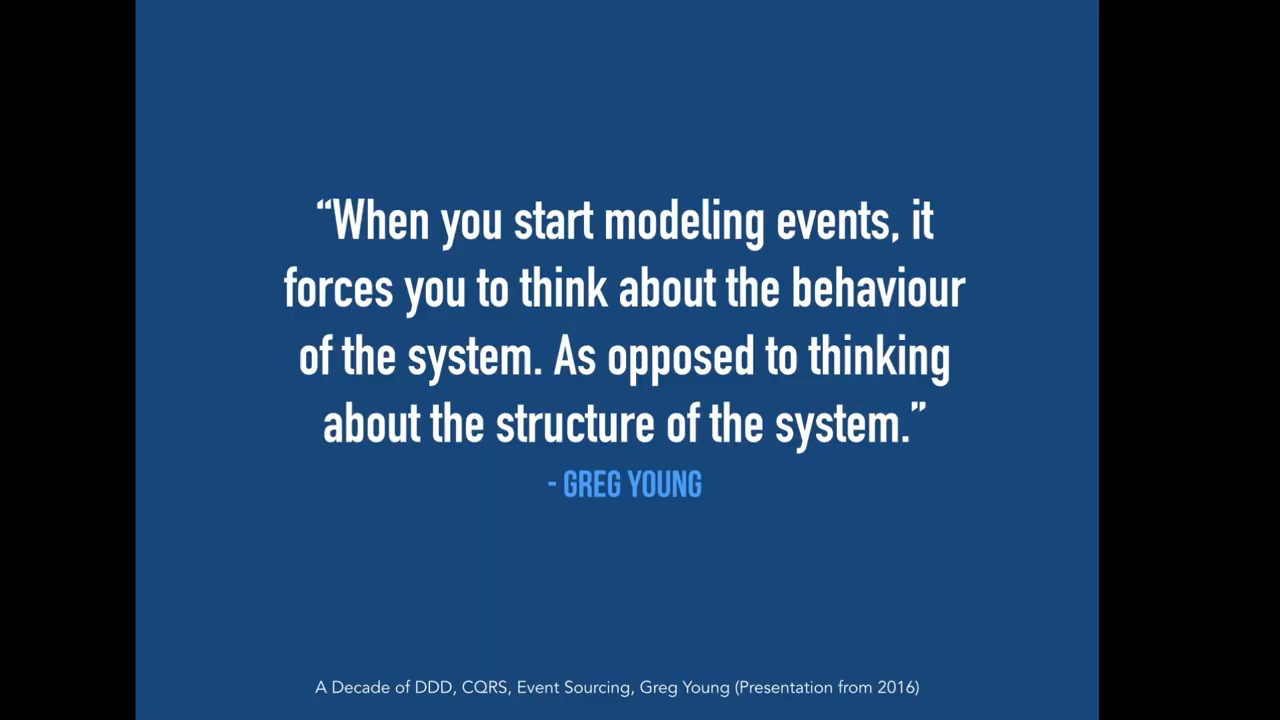 “When you start modeling events, it
forces you to think about the behaviour
of the system. As opposed to thinking
about the structure of the system.”
- GREG YOUNG
A Decade of DDD, CQRS, Event Sourcing, Greg Young (Presentation from 2016)